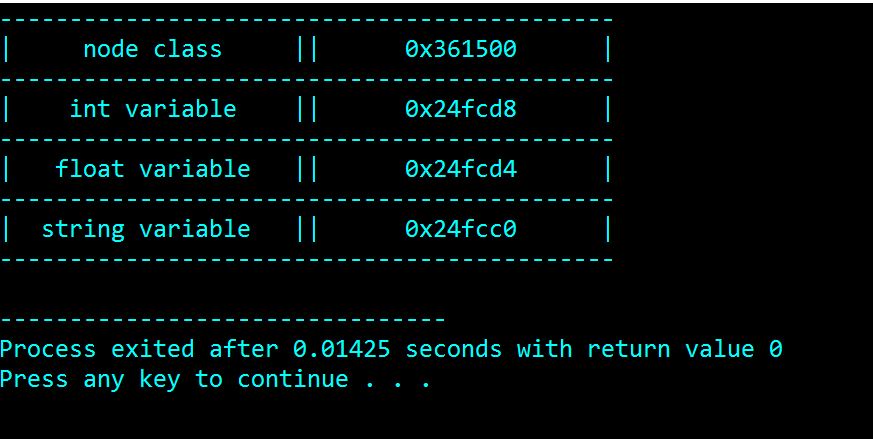 --------------------------------------------
|     node class     ||      0x361500      |
--------------------------------------------
|    int variable    ||      0x24fcd8      |
--------------------------------------------
|   float variable   ||      0x24fcd4      |
--------------------------------------------
|  string variable   ||      0x24fcc0      |
--------------------------------------------
--------------------------------
Process exited after 0.01425 seconds with return value 0
Press any key to continue . . .